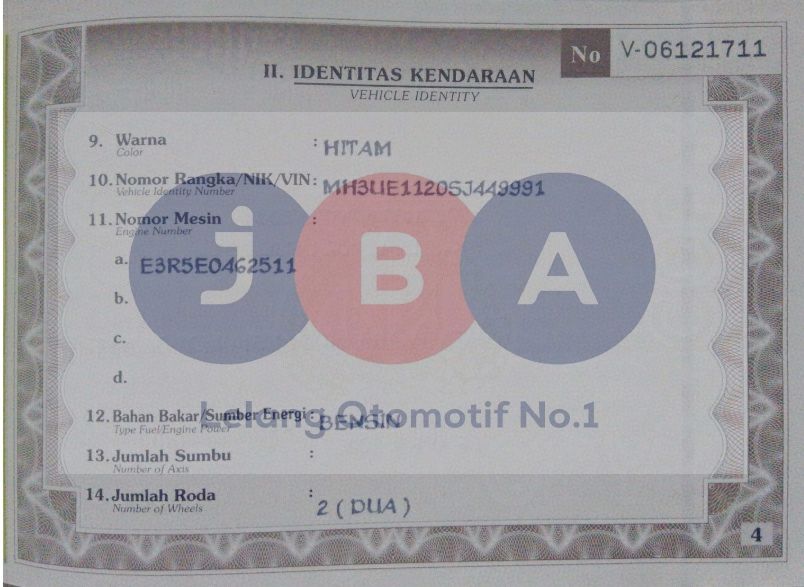 No V-06121711
II. IDENTITAS KENDARAAN
VEHICLE IDENTITY
9. Warna : HITAM
Color
10. Nomor Rangka/NIK/VIN : MH3UE1120SJ449991
Vehicle Identity Number
11. Nomor Mesin :
Engine Number
a. E3R5E0462511
b.
c.
d.
jBA
Lelang Otomotif No.1
12. Bahan Bakar/Sumber Energi : BENSIN
Type Fuel/Engine Power
13. Jumlah Sumbu :
Number of Axis
14. Jumlah Roda : 2 ( DUA )
Number of Wheels
4